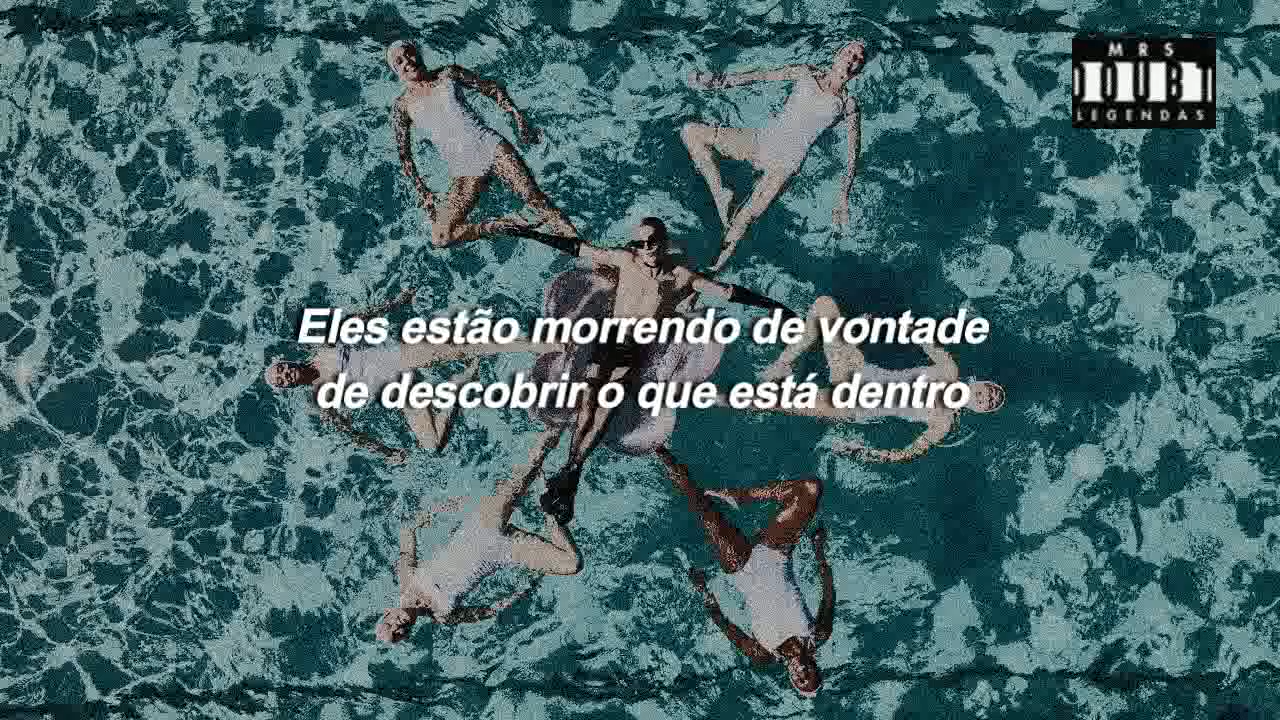 MRS
DOUBT
LEGENDAS
Eles estão morrendo de vontade
de descobrir o que está dentro